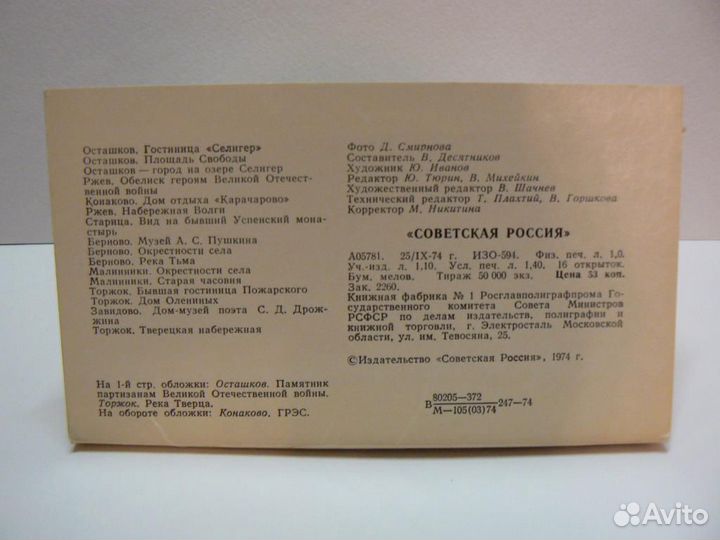 Осташков. Гостиница «Селигер»
Осташков. Площадь Свободы
Осташков — город на озере Селигер
Ржев. Обелиск героям Великой Отечест-
венной войны
Конаково. Дом отдыха «Карачарово»
Ржев. Набережная Волги
Старица. Вид на бывший Успенский мона-
стырь
Берново. Музей А. С. Пушкина
Берново. Окрестности села
Берново. Река Тьма
Малинники. Окрестности села
Малинники. Старая часовня
Торжок. Бывшая гостиница Пожарского
Торжок. Дом Олениных
Завидово. Дом-музей поэта С. Д. Дрож-
жина
Торжок. Тверецкая набережная
На 1-й стр. обложки: Осташков. Памятник
партизанам Великой Отечественной войны.
Торжок. Река Тверца.
На обороте обложки: Конаково. ГРЭС.
Фото Д. Смирнова
Составитель В. Десятников
Художник Ю. Иванов
Редактор Ю. Тюрин, В. Михейкин
Художественный редактор В. Шачнев
Технический редактор Т. Плахтий, В. Горшкова
Корректор М. Никитина
«СОВЕТСКАЯ РОССИЯ»
А05781. 25/IX-74 г. ИЗО-594. Физ. печ л. 1,0.
Уч.-изд. л. 1,10. Усл. печ. л. 1,40. 16 открыток.
Бум. мелов. Тираж 50 000 экз. Цена 53 коп.
Зак. 2260.
Книжная фабрика № 1 Росглавполиграфпрома Го-
сударственного комитета Совета Министров
РСФСР по делам издательств, полиграфии и
книжной торговли, г. Электросталь Московской
области, ул. им. Тевосяна, 25.
©Издательство «Советская Россия», 1974 г.
80205—372
В ———— 247—74
М—105(03)74
Avito